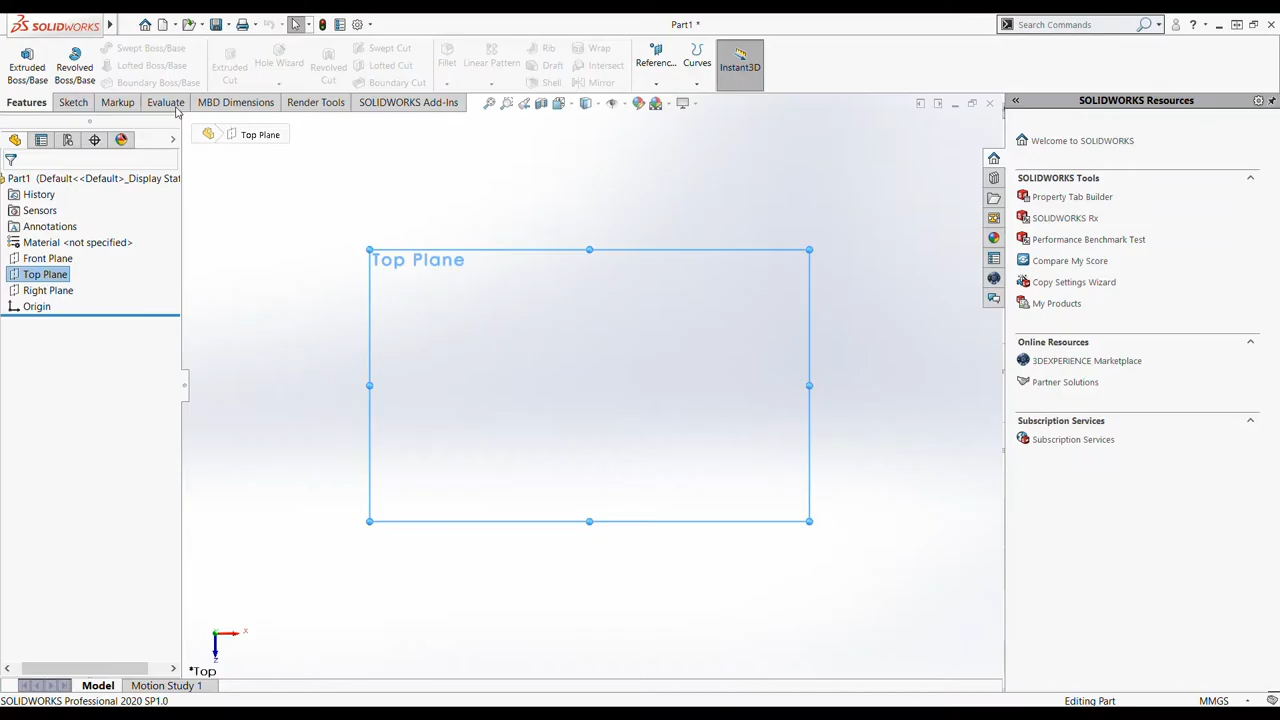 SOLIDWORKS
Part1 *
Search Commands
Extruded Boss/Base
Revolved Boss/Base
Swept Boss/Base
Lofted Boss/Base
Boundary Boss/Base
Extruded Cut
Hole Wizard
Revolved Cut
Swept Cut
Lofted Cut
Boundary Cut
Fillet
Linear Pattern
Rib
Draft
Shell
Wrap
Intersect
Mirror
Referenc...
Curves
Instant3D
Features
Sketch
Markup
Evaluate
MBD Dimensions
Render Tools
SOLIDWORKS Add-Ins
Top Plane
Part1 (Default<<Default>_Display Stat
History
Sensors
Annotations
Material <not specified>
Front Plane
Top Plane
Right Plane
Origin
Top Plane
x
z
*Top
SOLIDWORKS Resources
Welcome to SOLIDWORKS
SOLIDWORKS Tools
Property Tab Builder
SOLIDWORKS Rx
Performance Benchmark Test
Compare My Score
Copy Settings Wizard
My Products
Online Resources
3DEXPERIENCE Marketplace
Partner Solutions
Subscription Services
Subscription Services
Model
Motion Study 1
SOLIDWORKS Professional 2020 SP1.0
Editing Part
MMGS